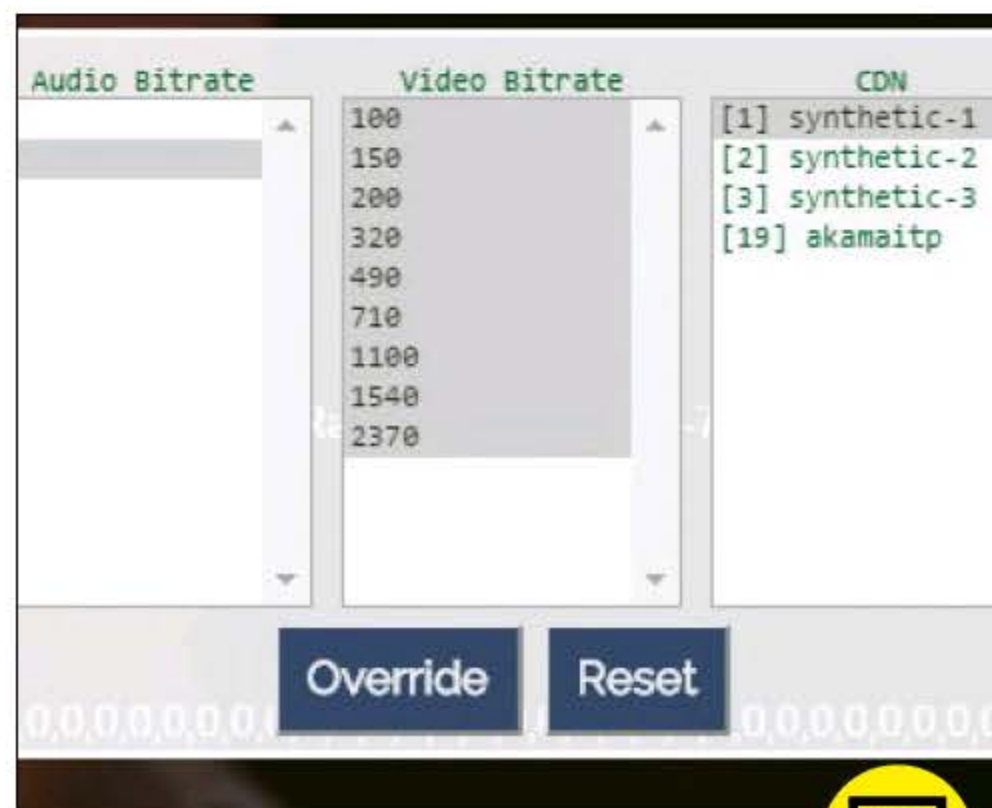 Audio Bitrate
Video Bitrate
100
150
200
320
490
710
1100
1540
2370
CDN
[1] synthetic-1
[2] synthetic-2
[3] synthetic-3
[19] akamaitp
Override
Reset